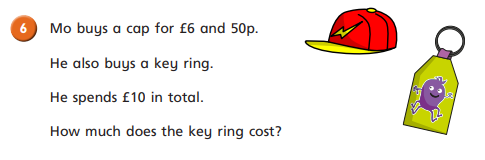 6 Mo buys a cap for £6 and 50p.
He also buys a key ring.
He spends £10 in total.
How much does the key ring cost?